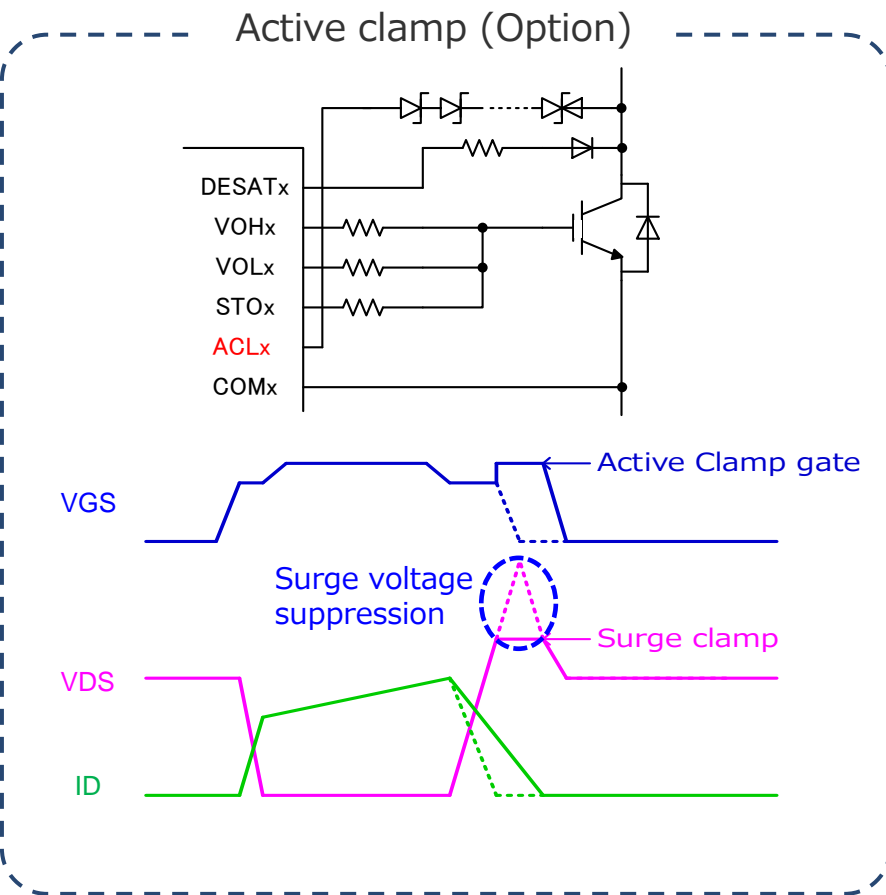 Active clamp (Option)
DESATx
VOHx
VOLx
STOx
ACLx
COMx
Active Clamp gate
VGS
Surge voltage
suppression
Surge clamp
VDS
ID